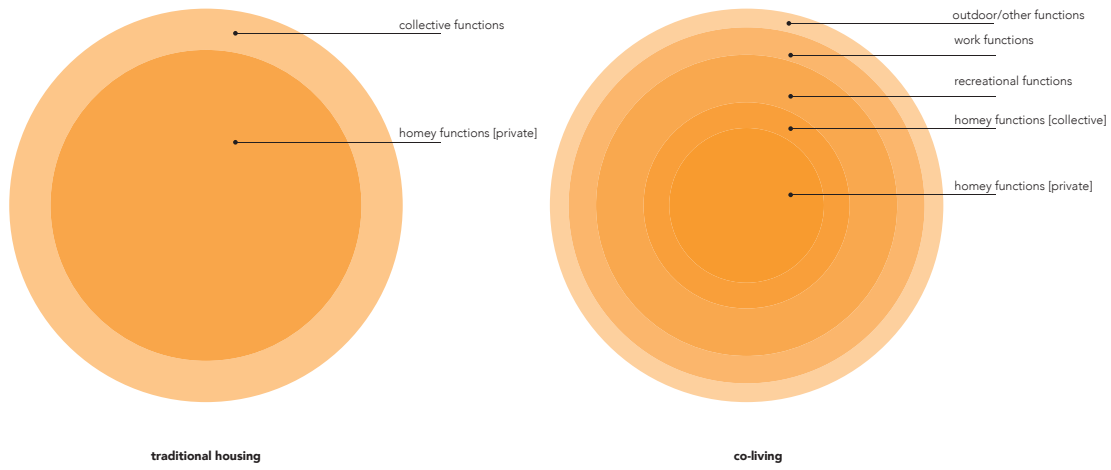 collective functions
homey functions [private]
traditional housing
outdoor/other functions
work functions
recreational functions
homey functions [collective]
homey functions [private]
co-living